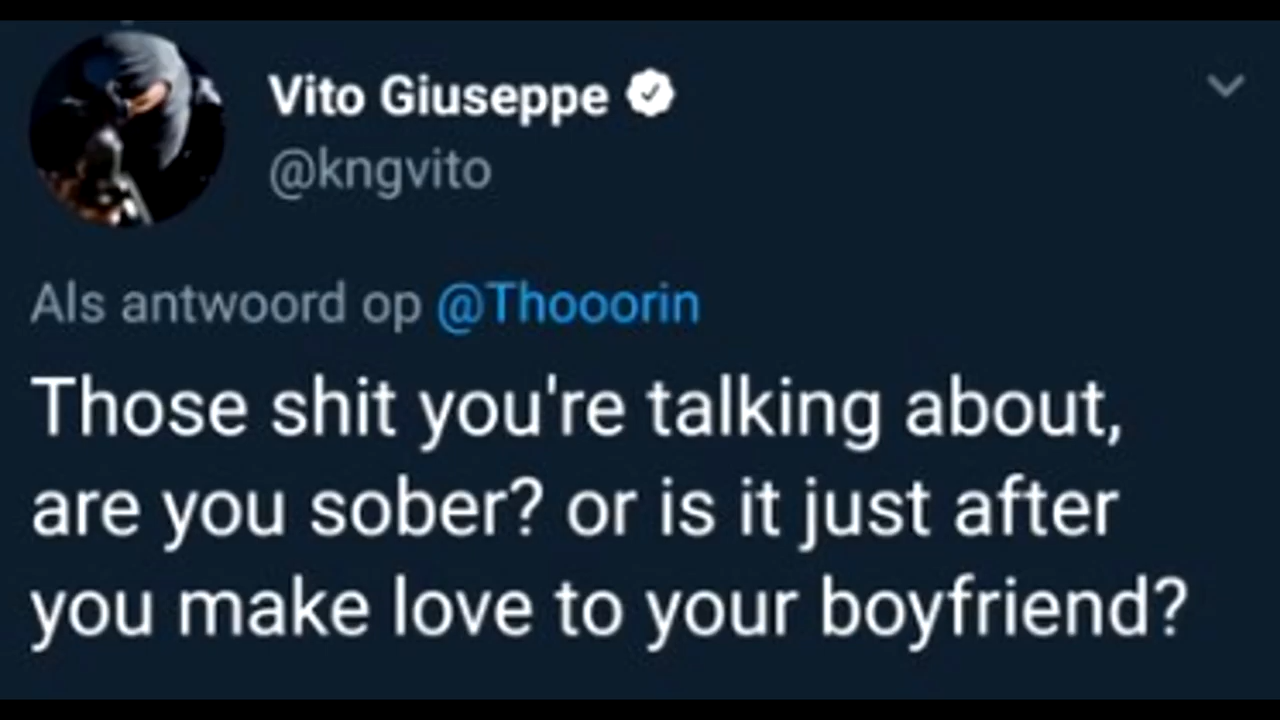 Vito Giuseppe
@kngvito
Als antwoord op @Thooorin
Those shit you're talking about,
are you sober? or is it just after
you make love to your boyfriend?